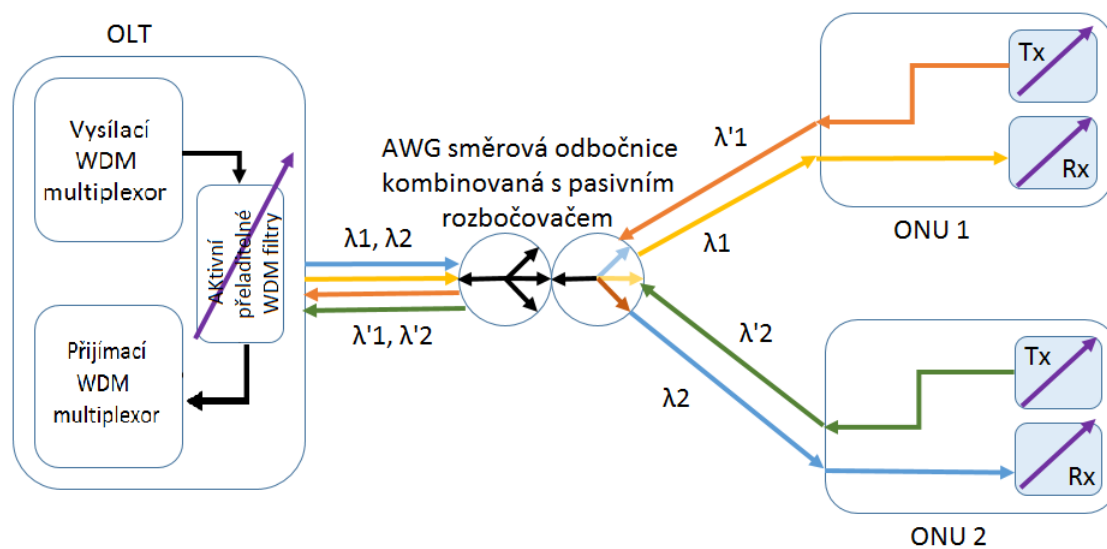 OLT
Vysílací
WDM
multiplexor
AKtivní
přeladitelné
WDM filtry
Přijímací
WDM
multiplexor
λ1, λ2
λ'1, λ'2
AWG směrová odbočnice
kombinovaná s pasivním
rozbočovačem
λ'1
λ1
λ'2
λ2
Tx
Rx
ONU 1
Tx
Rx
ONU 2